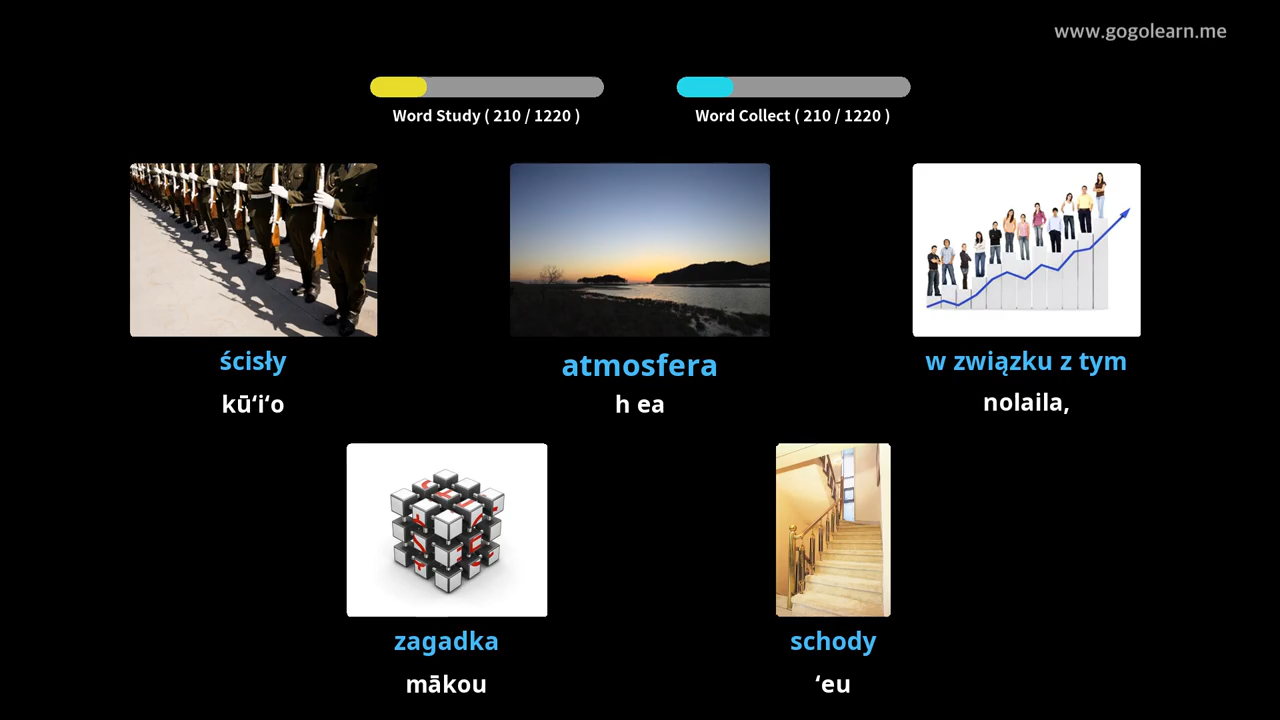 www.gogolearn.me
Word Study ( 210 / 1220 )
Word Collect ( 210 / 1220 )
ścisły
kūʻiʻo
atmosfera
h ea
w związku z tym
nolaila,
zagadka
mākou
schody
ʻeu